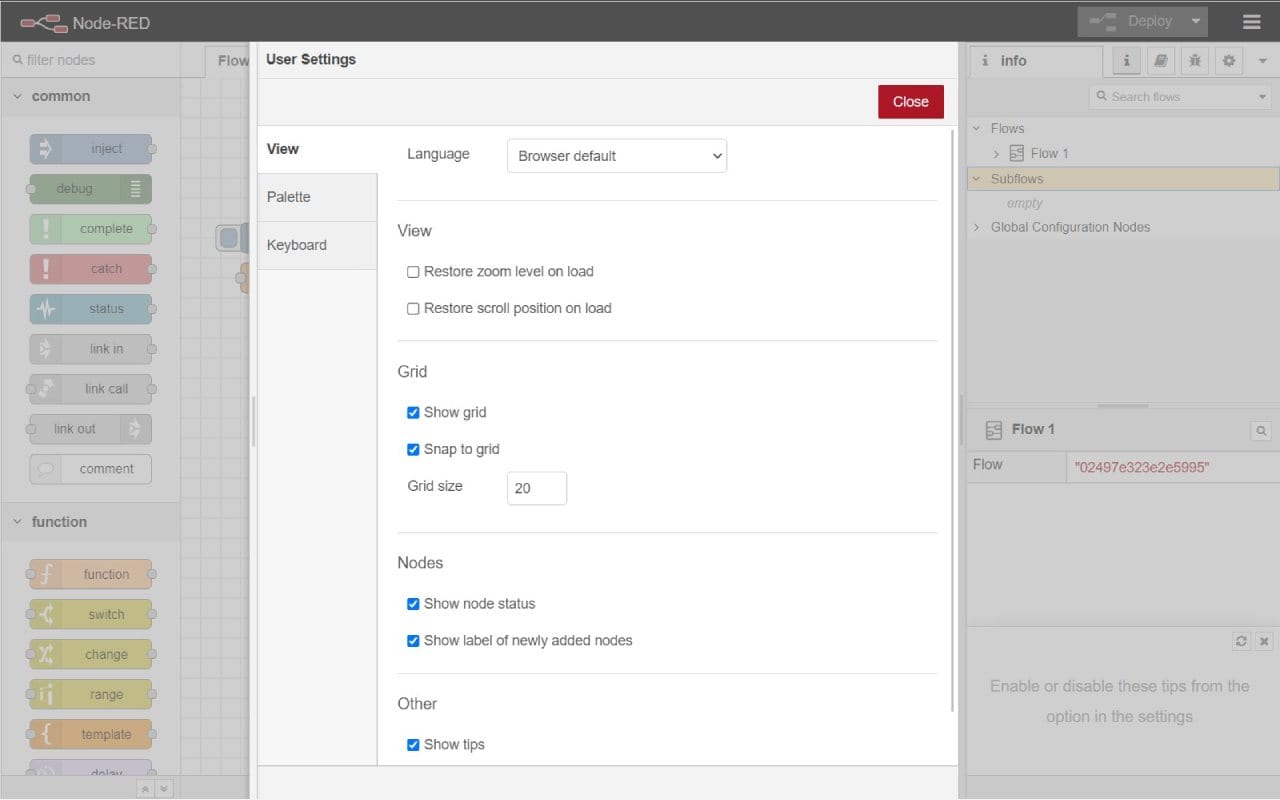 Node-RED
Deploy
filter nodes
common
inject
debug
complete
catch
status
link in
link call
link out
comment
function
function
switch
change
range
template
delay
Flow
User Settings
Close
View
Palette
Keyboard
Language
Browser default
View
Restore zoom level on load
Restore scroll position on load
Grid
Show grid
Snap to grid
Grid size
20
Nodes
Show node status
Show label of newly added nodes
Other
Show tips
i info
i
Search flows
Flows
Flow 1
Subflows
empty
Global Configuration Nodes
Flow 1
Flow "02497e323e2e5995"
Enable or disable these tips from the
option in the settings